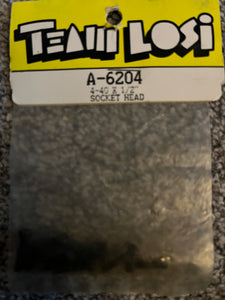 TEAM LOSI
A-6204
4-40 X 1/2"
SOCKET HEAD